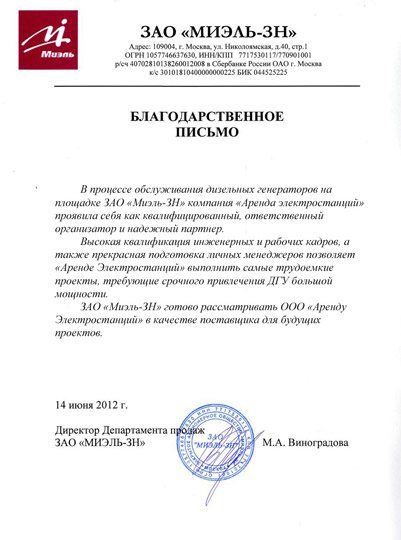 Миэль
ЗАО «МИЭЛЬ-ЗН»
Адрес: 109004, г. Москва, ул. Николоямская, д.40, стр.1
ОГРН 1057746637630, ИНН/КПП 7717530117/770901001
р/сч 40702810138260012008 в Сбербанке России ОАО г. Москва
к/с 30101810400000000225 БИК 044525225
БЛАГОДАРСТВЕННОЕ
ПИСЬМО
В процессе обслуживания дизельных генераторов на
площадке ЗАО «Миэль-ЗН» компания «Аренда электростанций»
проявила себя как квалифицированный, ответственный
организатор и надежный партнер.
Высокая квалификация инженерных и рабочих кадров, а
также прекрасная подготовка личных менеджеров позволяет
«Аренде Электростанций» выполнить самые трудоемкие
проекты, требующие срочного привлечения ДГУ большой
мощности.
ЗАО «Миэль-ЗН» готово рассматривать ООО «Аренду
Электростанций» в качестве поставщика для будущих
проектов.
14 июня 2012 г.
Директор Департамента продаж
ЗАО «МИЭЛЬ-ЗН» М.А. Виноградова
ЗАО
"МИЭЛЬ-ЗН"